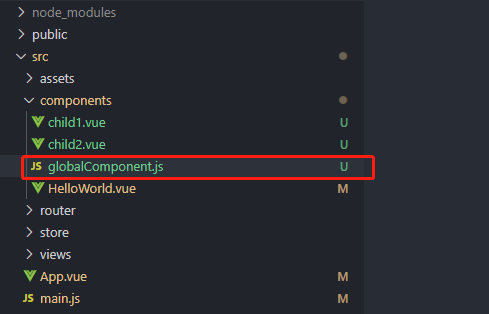 node_modules
public
src
assets
components
child1.vue U
child2.vue U
JS globalComponent.js U
HelloWorld.vue M
router
store
views
App.vue M
JS main.js M